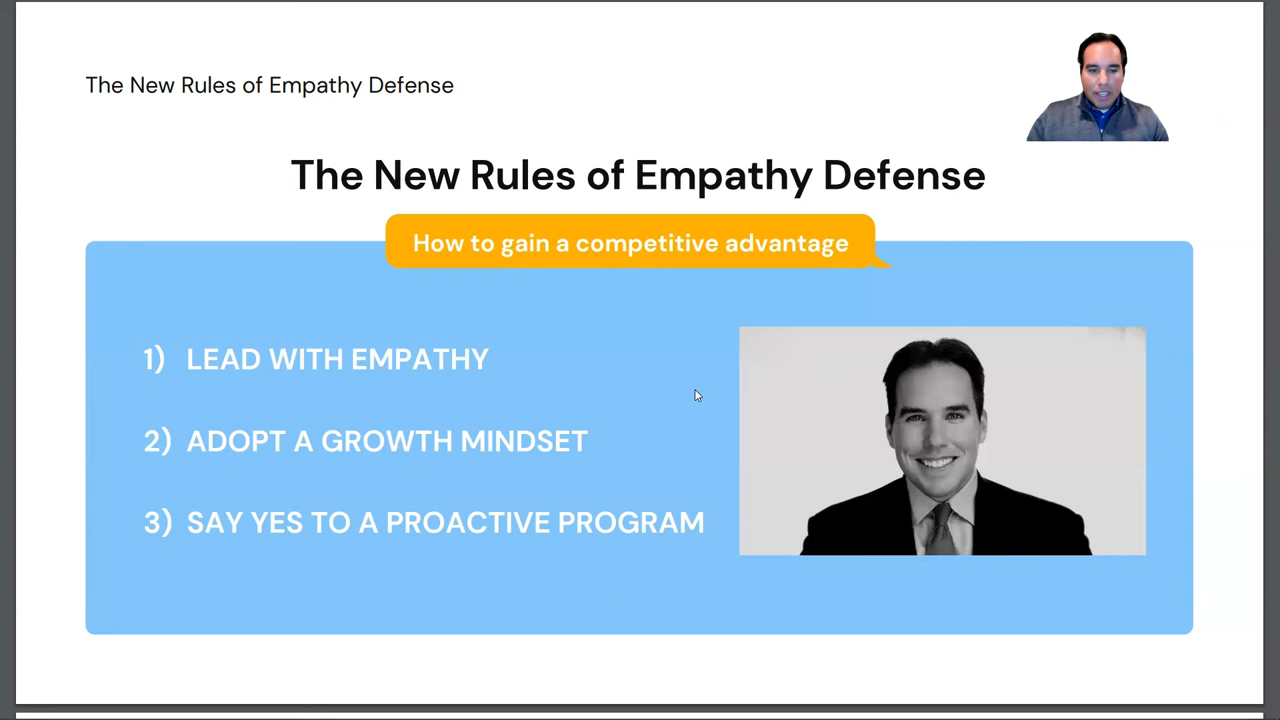 The New Rules of Empathy Defense
The New Rules of Empathy Defense
How to gain a competitive advantage
1) LEAD WITH EMPATHY
2) ADOPT A GROWTH MINDSET
3) SAY YES TO A PROACTIVE PROGRAM